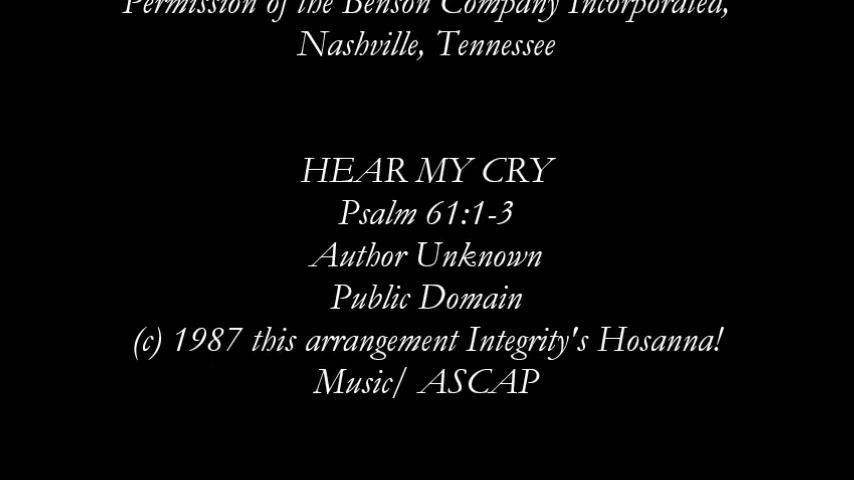 Permission of the Benson Company Incorporated,
Nashville, Tennessee
HEAR MY CRY
Psalm 61:1-3
Author Unknown
Public Domain
(c) 1987 this arrangement Integrity's Hosanna!
Music/ ASCAP